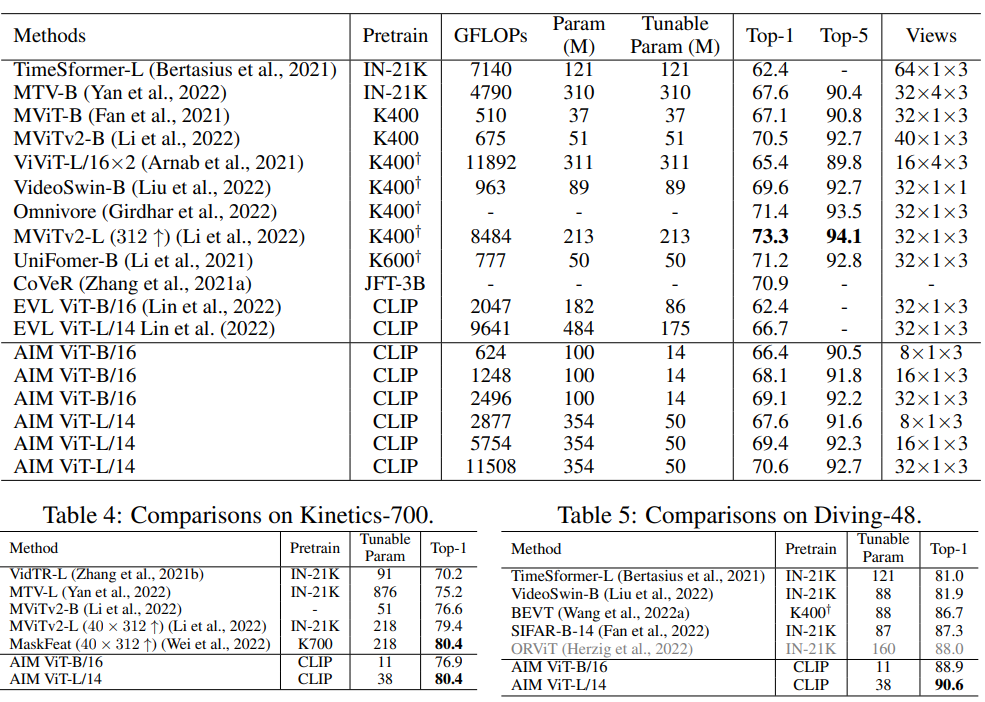 Methods Pretrain GFLOPs Param (M) Tunable Param (M) Top-1 Top-5 Views
TimeSformer-L (Bertasius et al., 2021) IN-21K 7140 121 121 62.4 - 64×1×3
MTV-B (Yan et al., 2022) IN-21K 4790 310 310 67.6 90.4 32×4×3
MViT-B (Fan et al., 2021) K400 510 37 37 67.1 90.8 32×1×3
MViTv2-B (Li et al., 2022) K400 675 51 51 70.5 92.7 40×1×3
ViViT-L/16×2 (Arnab et al., 2021) K400† 11892 311 311 65.4 89.8 16×4×3
VideoSwin-B (Liu et al., 2022) K400† 963 89 89 69.6 92.7 32×1×1
Omnivore (Girdhar et al., 2022) K400† - - - 71.4 93.5 32×1×3
MViTv2-L (312 ↑) (Li et al., 2022) K400† 8484 213 213 73.3 94.1 32×1×3
UniFomer-B (Li et al., 2021) K600† 777 50 50 71.2 92.8 32×1×3
CoVeR (Zhang et al., 2021a) JFT-3B - - - 70.9 - -
EVL ViT-B/16 (Lin et al., 2022) CLIP 2047 182 86 62.4 - 32×1×3
EVL ViT-L/14 Lin et al. (2022) CLIP 9641 484 175 66.7 - 32×1×3
AIM ViT-B/16 CLIP 624 100 14 66.4 90.5 8×1×3
AIM ViT-B/16 CLIP 1248 100 14 68.1 91.8 16×1×3
AIM ViT-B/16 CLIP 2496 100 14 69.1 92.2 32×1×3
AIM ViT-L/14 CLIP 2877 354 50 67.6 91.6 8×1×3
AIM ViT-L/14 CLIP 5754 354 50 69.4 92.3 16×1×3
AIM ViT-L/14 CLIP 11508 354 50 70.6 92.7 32×1×3
Table 4: Comparisons on Kinetics-700.
Method Pretrain Tunable Param Top-1
VidTR-L (Zhang et al., 2021b) IN-21K 91 70.2
MTV-L (Yan et al., 2022) IN-21K 876 75.2
MViTv2-B (Li et al., 2022) - 51 76.6
MViTv2-L (40 × 312 ↑) (Li et al., 2022) IN-21K 218 79.4
MaskFeat (40 × 312 ↑) (Wei et al., 2022) K700 218 80.4
AIM ViT-B/16 CLIP 11 76.9
AIM ViT-L/14 CLIP 38 80.4
Table 5: Comparisons on Diving-48.
Method Pretrain Tunable Param Top-1
TimeSformer-L (Bertasius et al., 2021) IN-21K 121 81.0
VideoSwin-B (Liu et al., 2022) IN-21K 88 81.9
BEVT (Wang et al., 2022a) K400† 88 86.7
SIFAR-B-14 (Fan et al., 2022) IN-21K 87 87.3
ORViT (Herzig et al., 2022) IN-21K 160 88.0
AIM ViT-B/16 CLIP 11 88.9
AIM ViT-L/14 CLIP 38 90.6